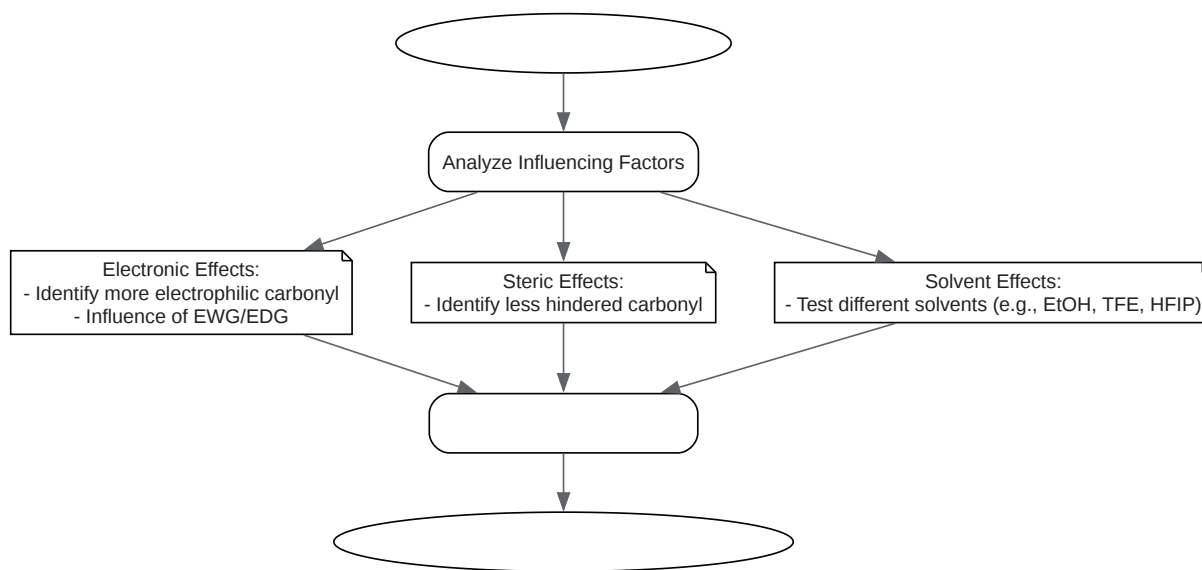 Analyze Influencing Factors
Electronic Effects:
- Identify more electrophilic carbonyl
- Influence of EWG/EDG
Steric Effects:
- Identify less hindered carbonyl
Solvent Effects:
- Test different solvents (e.g., EtOH, TFE, HFIP)